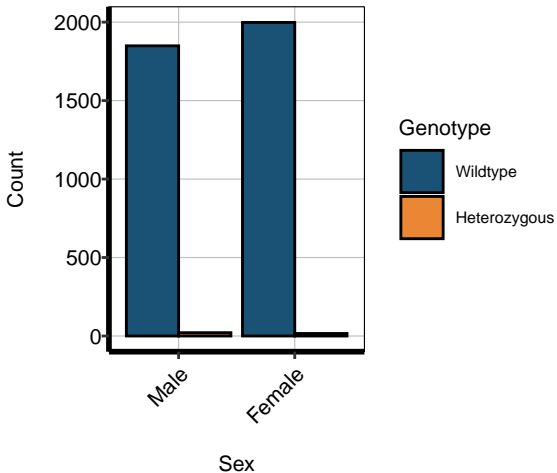 2000
1500
1000
500
0
Count
Male
Female
Sex
Genotype
Wildtype
Heterozygous